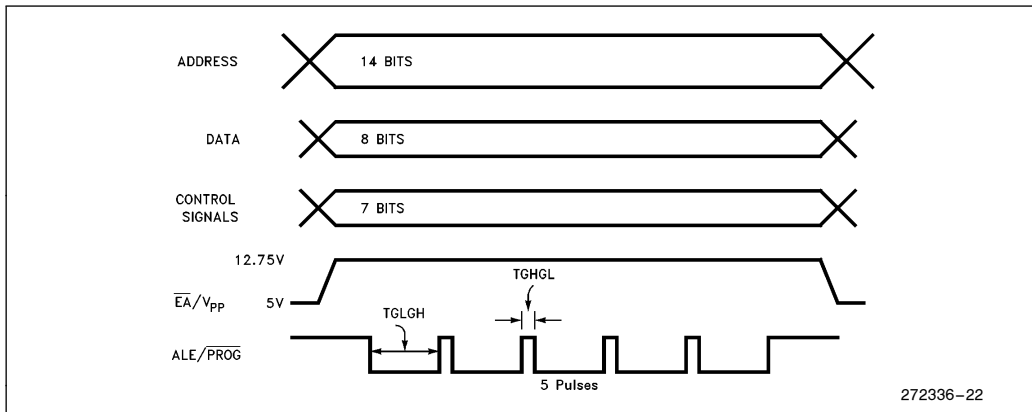 ADDRESS
14 BITS
DATA
8 BITS
CONTROL
SIGNALS
7 BITS
12.75V
EA/VPP
5V
TGHGL
TGLGH
ALE/PROG
5 Pulses
272336-22